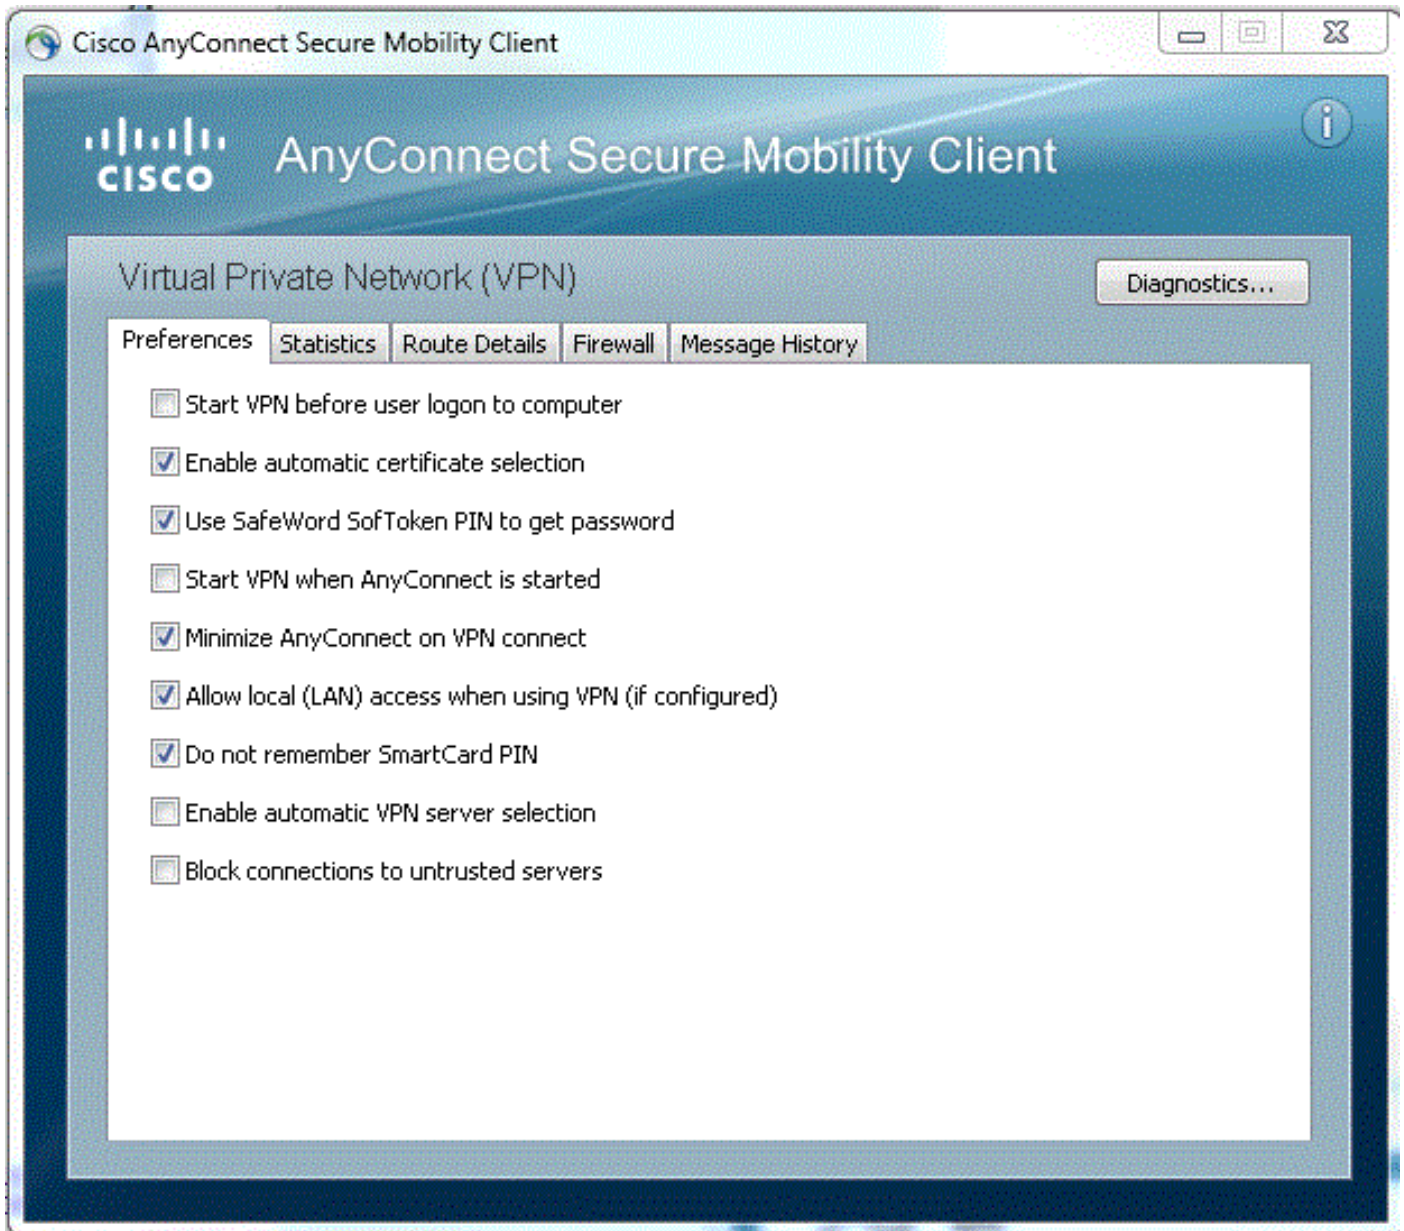 Cisco AnyConnect Secure Mobility Client
CISCO
AnyConnect Secure Mobility Client
i
Virtual Private Network (VPN)
Diagnostics...
Preferences Statistics Route Details Firewall Message History
Start VPN before user logon to computer
Enable automatic certificate selection
Use SafeWord SofToken PIN to get password
Start VPN when AnyConnect is started
Minimize AnyConnect on VPN connect
Allow local (LAN) access when using VPN (if configured)
Do not remember SmartCard PIN
Enable automatic VPN server selection
Block connections to untrusted servers